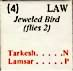 {4} LAW
Jeweled Bird
(flies 2)
Tarkesh. . . . . .N
Lamsar . . . . . .P